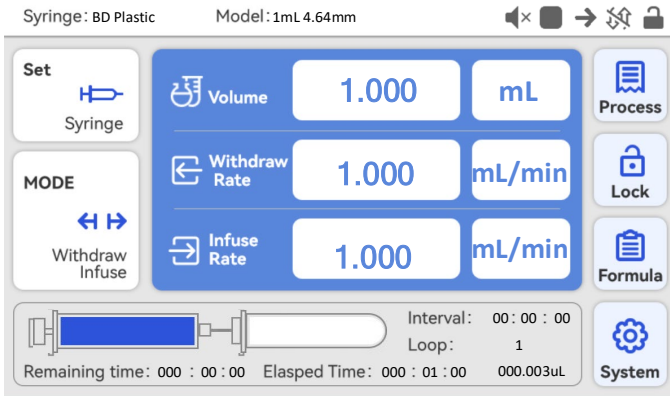 Syringe: BD Plastic Model: 1mL 4.64mm
Set
Syringe
MODE
Withdraw
Infuse
Volume 1.000 mL
Withdraw
Rate 1.000 mL/min
Infuse
Rate 1.000 mL/min
Process
Lock
Formula
System
Interval: 00: 00 : 00
Loop: 1
Remaining time: 000 : 00:00 Elasped Time: 000 : 01 : 00 000.003uL